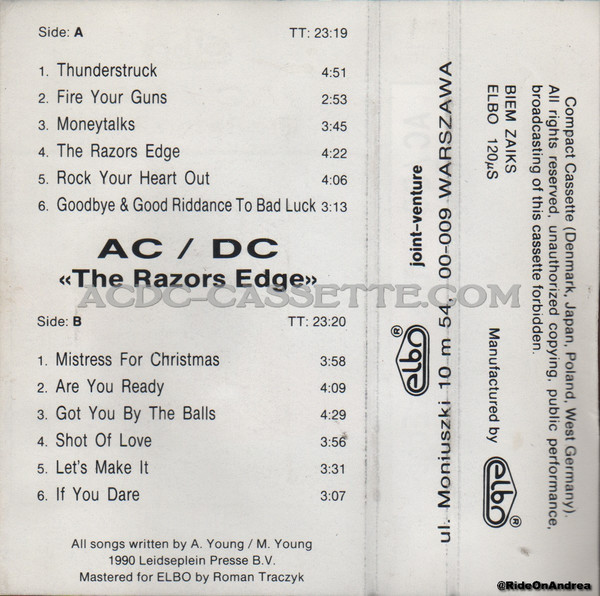 Side: A TT: 23:19
1. Thunderstruck 4:51
2. Fire Your Guns 2:53
3. Moneytalks 3:45
4. The Razors Edge 4:22
5. Rock Your Heart Out 4:06
6. Goodbye & Good Riddance To Bad Luck 3:13
AC / DC
«The Razors Edge»
ACDC-CASSETTE.COM
Side: B TT: 23:20
1. Mistress For Christmas 3:58
2. Are You Ready 4:09
3. Got You By The Balls 4:29
4. Shot Of Love 3:56
5. Let's Make It 3:31
6. If You Dare 3:07
All songs written by A. Young / M. Young
1990 Leidseplein Presse B.V.
Mastered for ELBO by Roman Traczyk
joint-venture
elbo®
ul. Moniuszki 10 m 54, 00-009 WARSZAWA
Compact Cassette (Denmark, Japan, Poland, West Germany).
All rights reserved, unauthorized copying, public performance,
broadcasting of this cassette forbidden.
BIEM ZAIKS
ELBO 120µS
Manufactured by elbo®
@RideOnAndrea